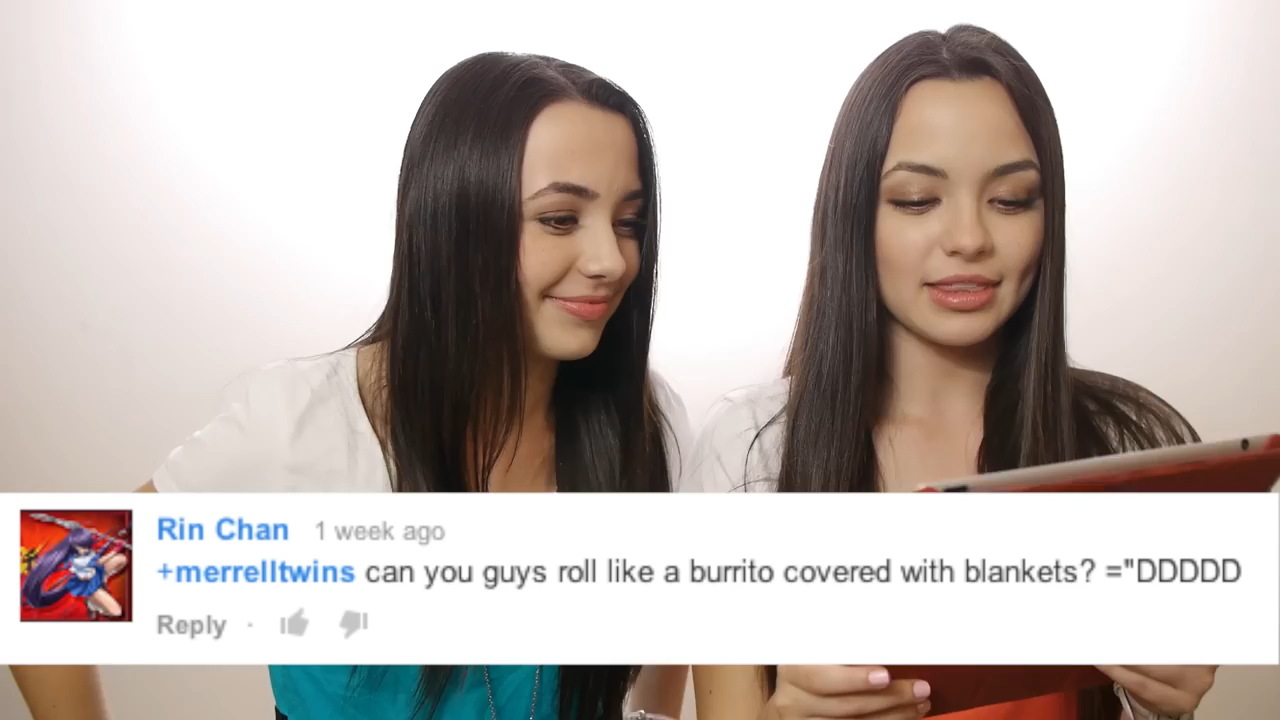 Rin Chan 1 week ago
+merrelltwins can you guys roll like a burrito covered with blankets? ="DDDDD
Reply ·